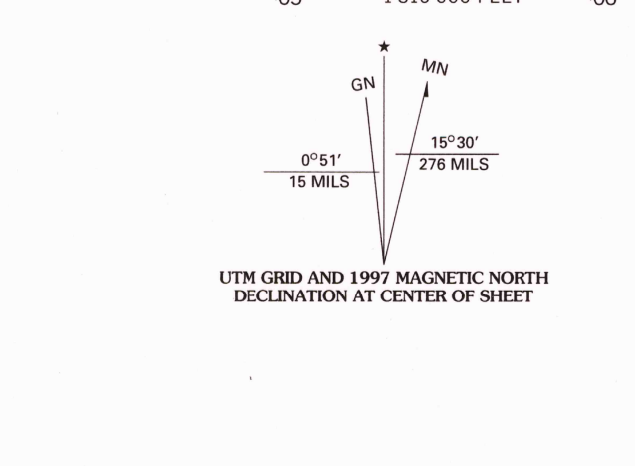 GN
MN
0°51′
15 MILS
15°30′
276 MILS
UTM GRID AND 1997 MAGNETIC NORTH
DECLINATION AT CENTER OF SHEET